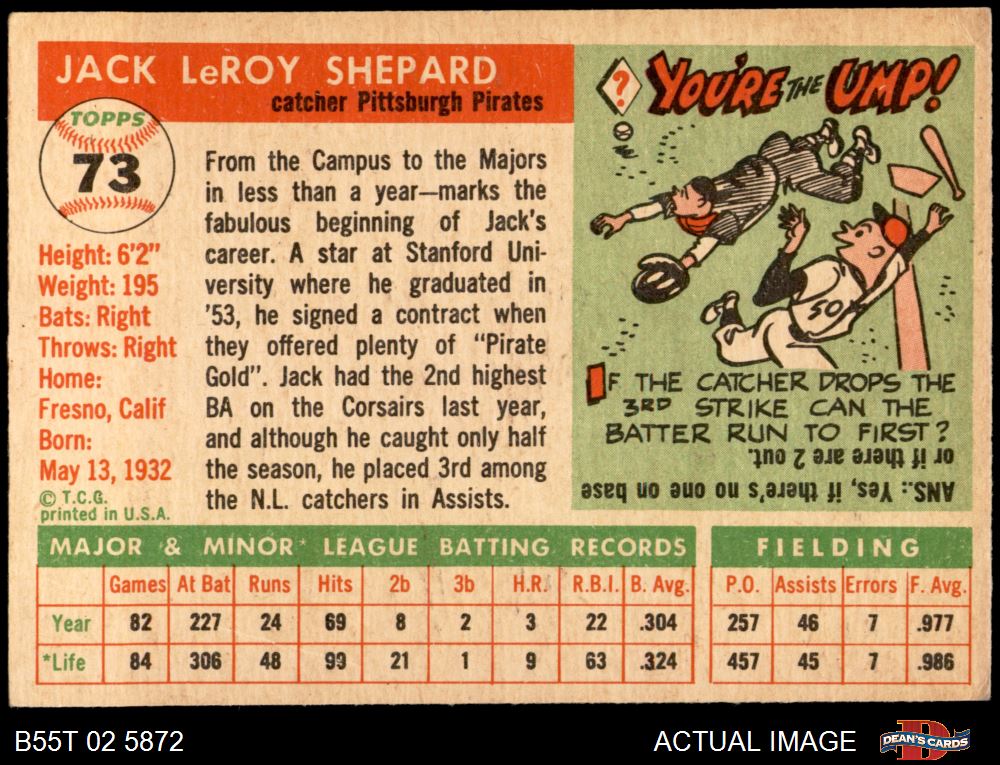 JACK LeROY SHEPARD
catcher Pittsburgh Pirates
TOPPS
73
Height: 6'2"
Weight: 195
Bats: Right
Throws: Right
Home:
Fresno, Calif
Born:
May 13, 1932
© T.C.G.
printed in U.S.A.
From the Campus to the Majors
in less than a year—marks the
fabulous beginning of Jack's
career. A star at Stanford Uni-
versity where he graduated in
'53, he signed a contract when
they offered plenty of "Pirate
Gold". Jack had the 2nd highest
BA on the Corsairs last year,
and although he caught only half
the season, he placed 3rd among
the N.L. catchers in Assists.
? YOU'RE THE UMP!
50
IF THE CATCHER DROPS THE
3RD STRIKE CAN THE
BATTER RUN TO FIRST?
ANS.: Yes, if there's no one on base
or if there are 2 out.
MAJOR & MINOR* LEAGUE BATTING RECORDS
Games At Bat Runs Hits 2b 3b H.R. R.B.I. B. Avg.
Year 82 227 24 69 8 2 3 22 .304
*Life 84 306 48 99 21 1 9 63 .324
FIELDING
P.O. Assists Errors F. Avg.
257 46 7 .977
457 45 7 .986
B55T 02 5872
ACTUAL IMAGE
D
DEAN'S CARDS